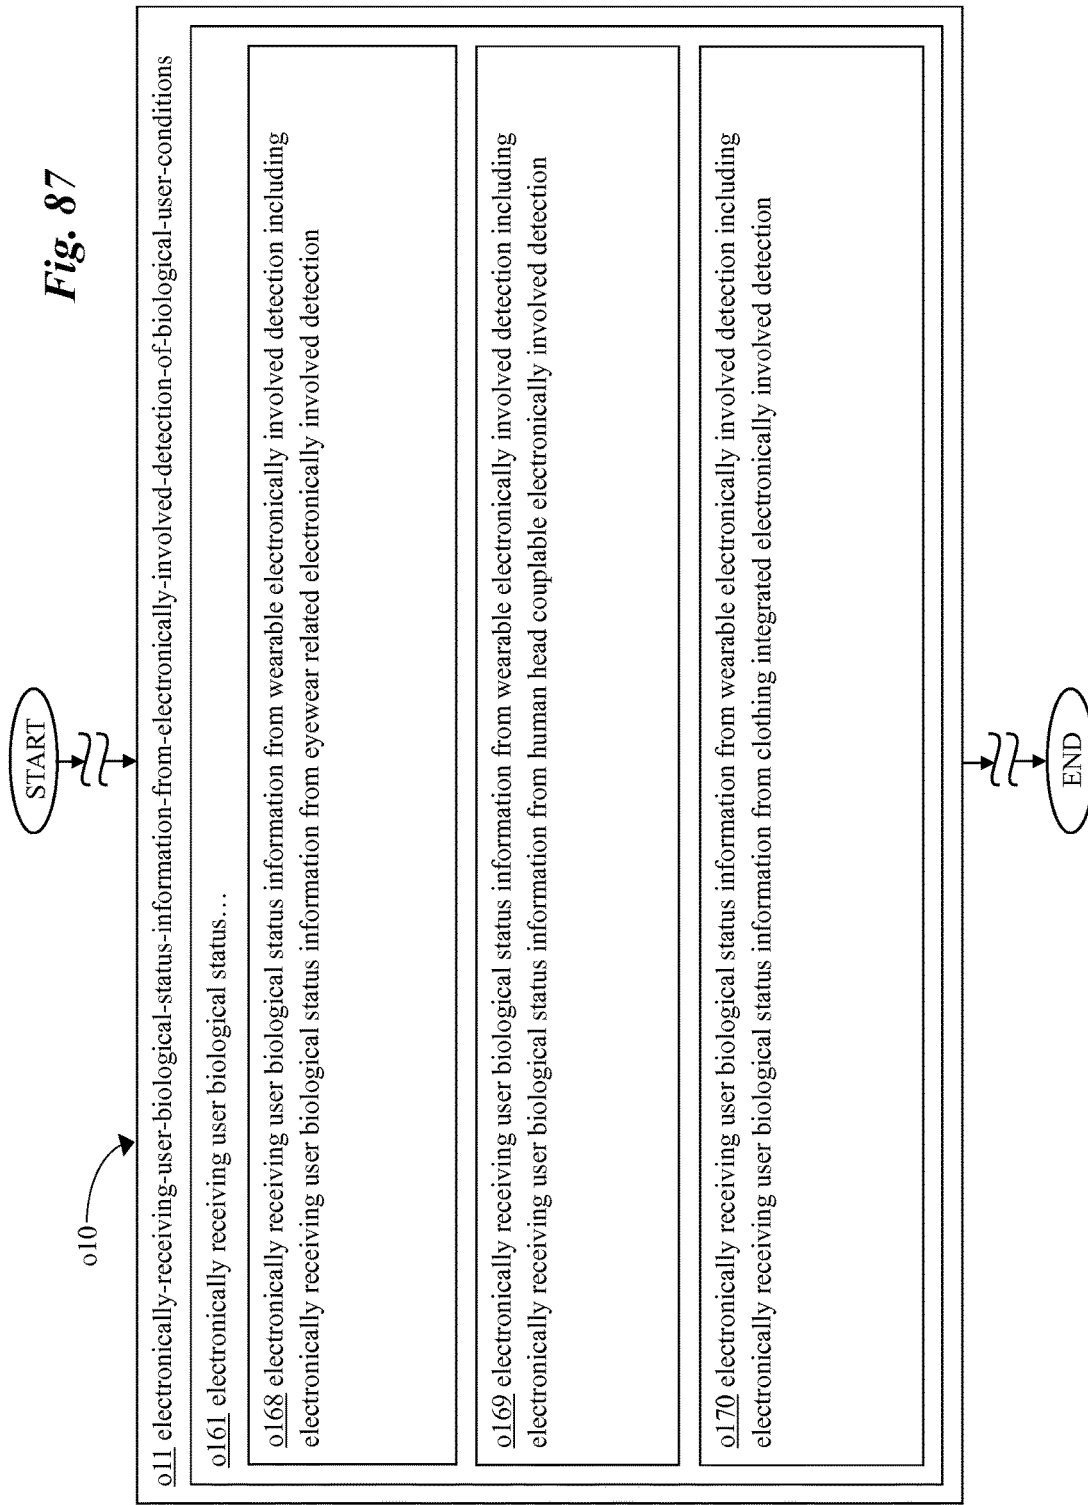 Fig. 87
START
o10
o11 electronically-receiving-user-biological-status-information-from-electronically-involved-detection-of-biological-user-conditions
o161 electronically receiving user biological status…
o168 electronically receiving user biological status information from wearable electronically involved detection including
electronically receiving user biological status information from eyewear related electronically involved detection
o169 electronically receiving user biological status information from wearable electronically involved detection including
electronically receiving user biological status information from human head couplable electronically involved detection
o170 electronically receiving user biological status information from wearable electronically involved detection including
electronically receiving user biological status information from clothing integrated electronically involved detection
END